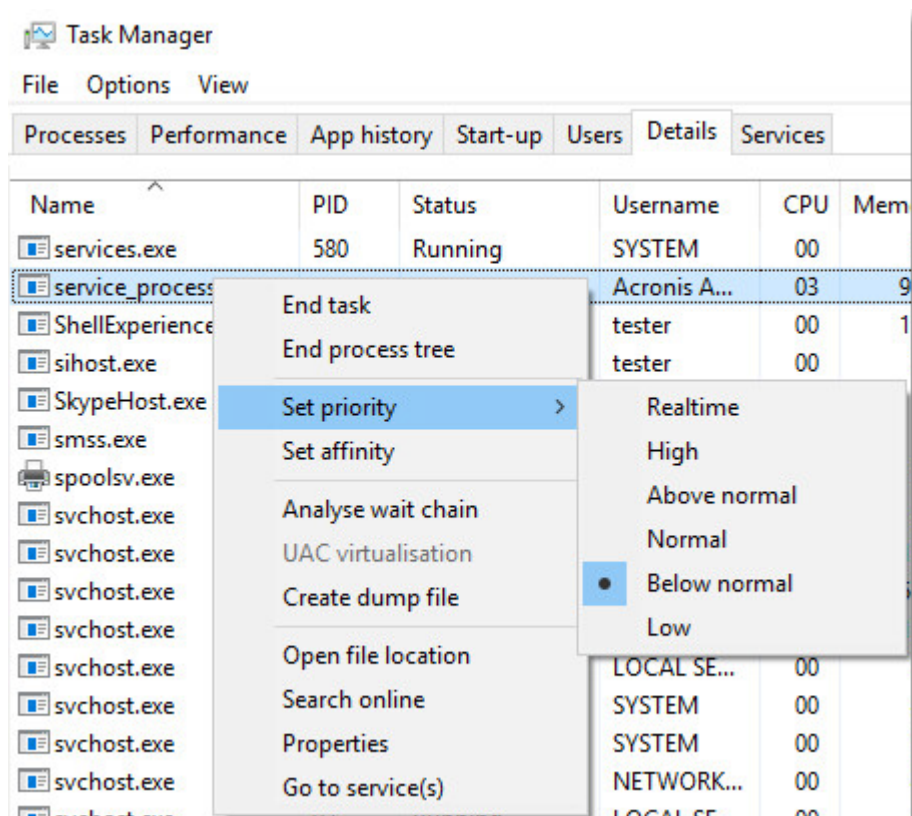 Task Manager
File Options View
Processes Performance App history Start-up Users Details Services
Name PID Status Username CPU Mem
services.exe 580 Running SYSTEM 00
service_process Acronis A... 03 9
End task
ShellExperience tester 00 1
End process tree
sihost.exe tester 00
SkypeHost.exe Set priority > Realtime
smss.exe Set affinity High
spoolsv.exe Above normal
svchost.exe Analyse wait chain Normal
svchost.exe UAC virtualisation
svchost.exe Create dump file Below normal
svchost.exe Low
svchost.exe Open file location LOCAL SE... 00
svchost.exe Search online SYSTEM 00
svchost.exe Properties SYSTEM 00
svchost.exe Go to service(s) NETWORK... 00